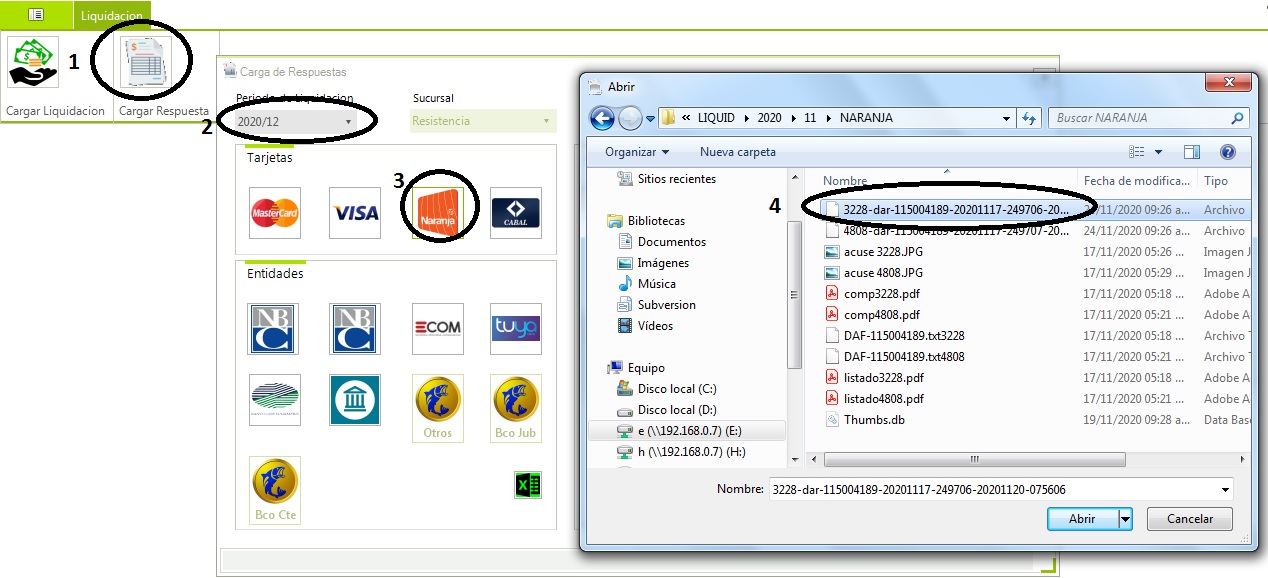 Liquidacion
1
Cargar Liquidacion
Cargar Respuesta
Carga de Respuestas
Periodo de Liquidacion
Sucursal
2
2020/12
Resistencia
Tarjetas
3
MasterCard
VISA
Naranja
CABAL
Entidades
NBC
NBC
ECOM
tuya
Otros
Bco Jub
Bco Cte
Abrir
« LIQUID 2020 11 NARANJA
Buscar NARANJA
Organizar
Nueva carpeta
Sitios recientes
Bibliotecas
Documentos
Imágenes
Música
Subversion
Vídeos
Equipo
Disco local (C:)
Disco local (D:)
e (\\192.168.0.7) (E:)
h (\\192.168.0.7) (H:)
4
Nombre Fecha de modifica... Tipo
3228-dar-115004189-20201117-249706-20... /11/2020 09:26 a... Archivo
4808-dar-115004189-20201117-249707-20... 24/11/2020 09:26 a... Archivo
acuse 3228.JPG 17/11/2020 05:26 ... Imagen J
acuse 4808.JPG 17/11/2020 05:29 ... Imagen J
comp3228.pdf 17/11/2020 05:18 ... Adobe A
comp4808.pdf 17/11/2020 05:21 ... Adobe A
DAF-115004189.txt3228 17/11/2020 05:18 ... Archivo T
DAF-115004189.txt4808 17/11/2020 05:21 ... Archivo T
listado3228.pdf 17/11/2020 05:18 ... Adobe A
listado4808.pdf 17/11/2020 05:21 ... Adobe A
Thumbs.db 19/11/2020 09:28 a... Data Base
Nombre: 3228-dar-115004189-20201117-249706-20201120-075606
Abrir
Cancelar